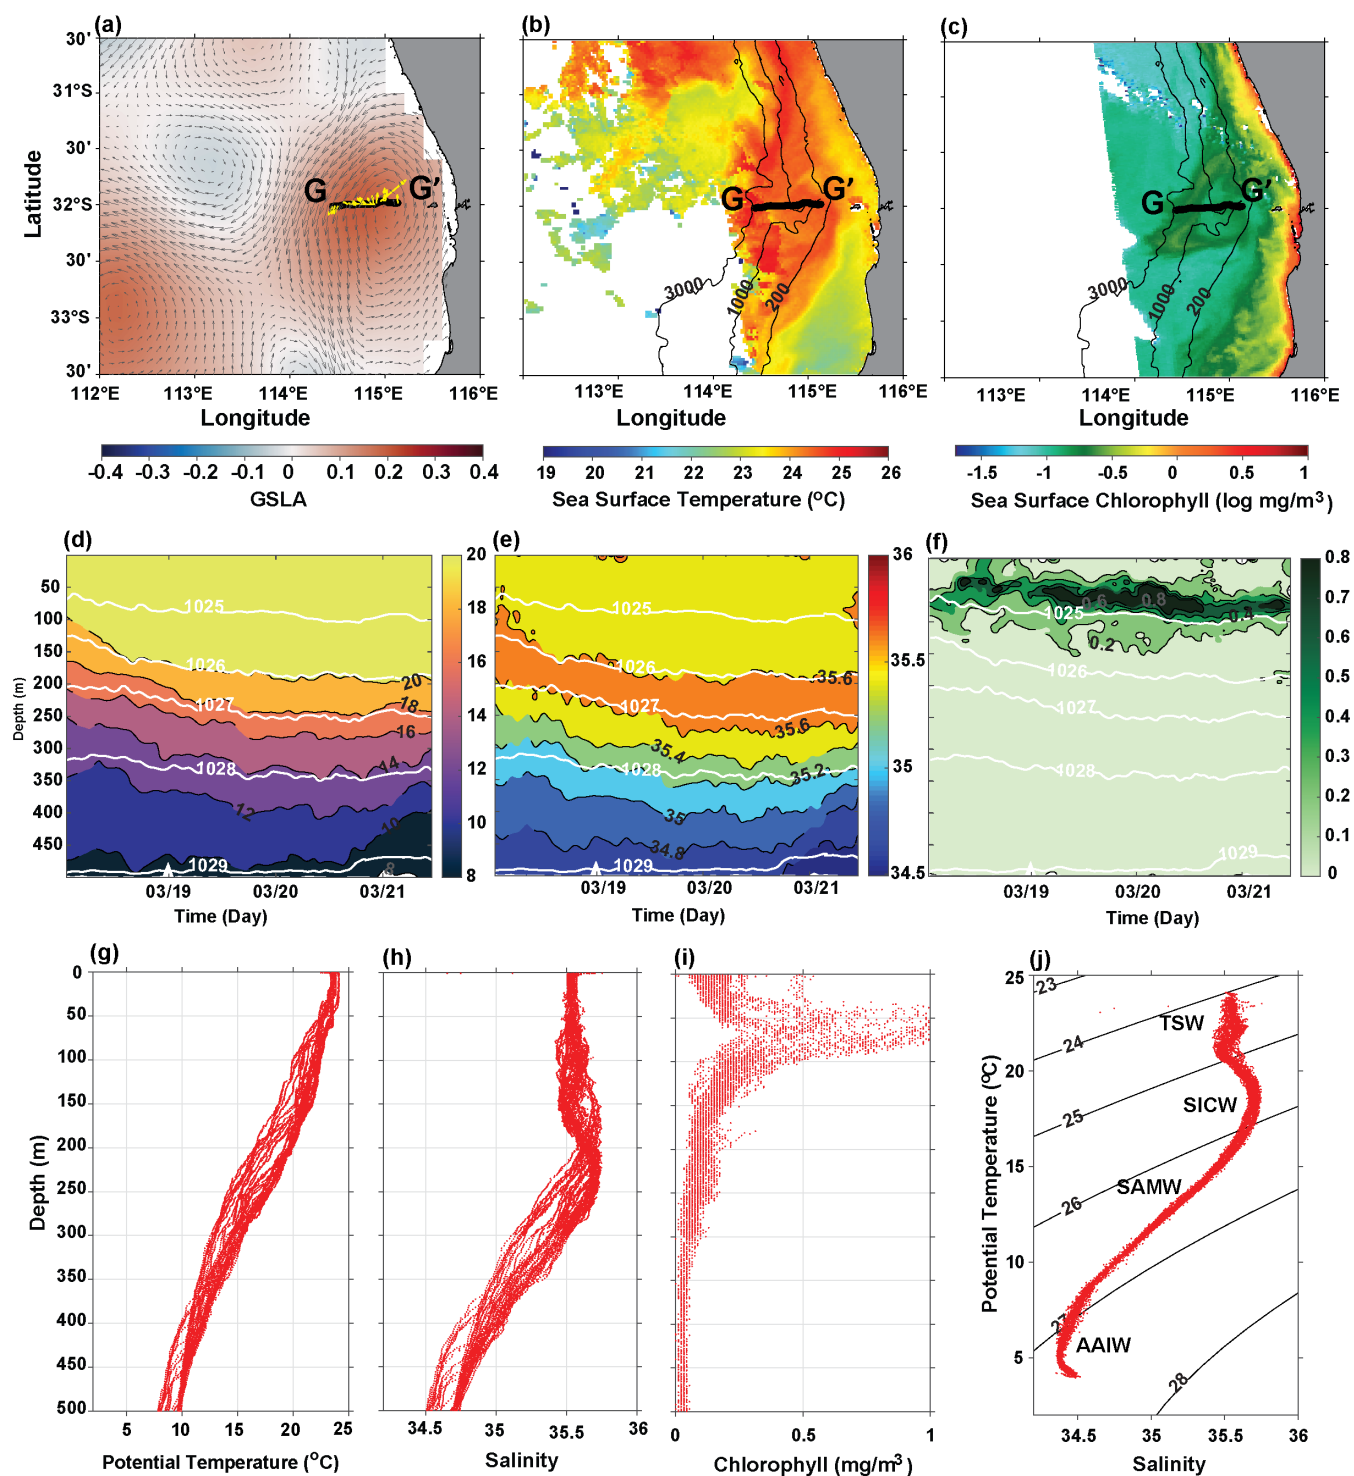 (a)
(b)
(c)
30'
31°S
30'
32°S
30'
33°S
30'
Latitude
G
G'
G
G'
3000
1000
200
G
G'
3000
1000
200
112°E
113°E
114°E
115°E
116°E
113°E
114°E
115°E
116°E
114°E
115°E
116°E
Longitude
Longitude
Longitude
-0.4
-0.3
-0.2
-0.1
0
0.1
0.2
0.3
0.4
GSLA
19
20
21
22
23
24
25
26
Sea Surface Temperature (°C)
-1.5
-1
-0.5
0
0.5
1
Sea Surface Chlorophyll (log mg/m³)
(d)
50
100
150
200
250
300
350
400
450
Depth (m)
1025
1026
1027
1028
1029
20
18
16
14
12
10
8
03/19
03/20
03/21
Time (Day)
20
18
16
14
12
10
8
(e)
1025
1026
1027
1028
1029
35.6
35.6
35.4
35.2
35
34.8
03/19
03/20
03/21
Time (Day)
36
35.5
35
34.5
(f)
0.6
0.8
0.4
0.2
1025
1026
1027
1028
1029
03/19
03/20
03/21
Time (Day)
0.8
0.7
0.6
0.5
0.4
0.3
0.2
0.1
0
(g)
0
50
100
150
200
250
300
350
400
450
500
Depth (m)
5
10
15
20
25
Potential Temperature (°C)
(h)
34.5
35
35.5
36
Salinity
(i)
0
0.5
1
Chlorophyll (mg/m³)
(j)
25
20
15
10
5
Potential Temperature (°C)
23
24
25
26
27
28
TSW
SICW
SAMW
AAIW
34.5
35
35.5
36
Salinity